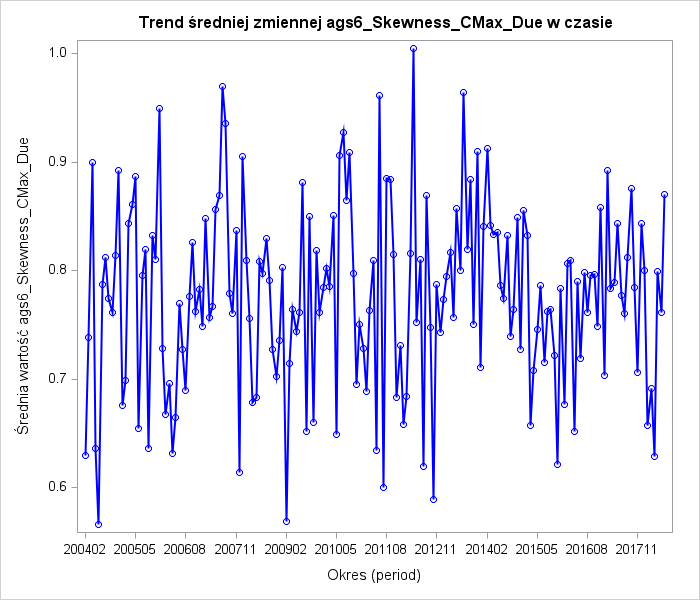 Trend średniej zmiennej ags6_Skewness_CMax_Due w czasie
Średnia wartość ags6_Skewness_CMax_Due
1.0
0.9
0.8
0.7
0.6
200402 200505 200608 200711 200902 201005 201108 201211 201402 201505 201608 201711
Okres (period)